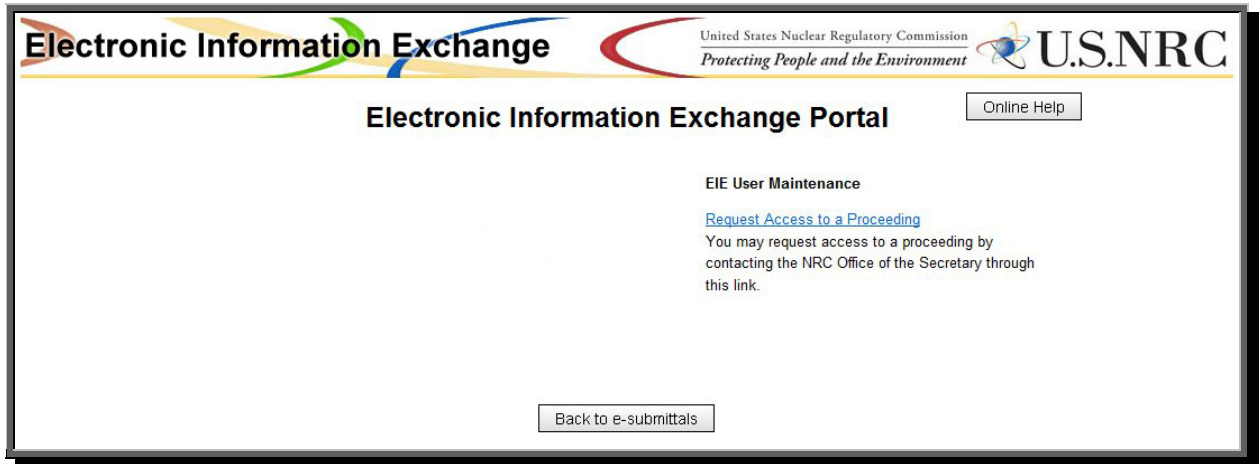 Electronic Information Exchange
United States Nuclear Regulatory Commission
Protecting People and the Environment
U.S.NRC
Electronic Information Exchange Portal
Online Help
EIE User Maintenance
Request Access to a Proceeding
You may request access to a proceeding by
contacting the NRC Office of the Secretary through
this link.
Back to e-submittals